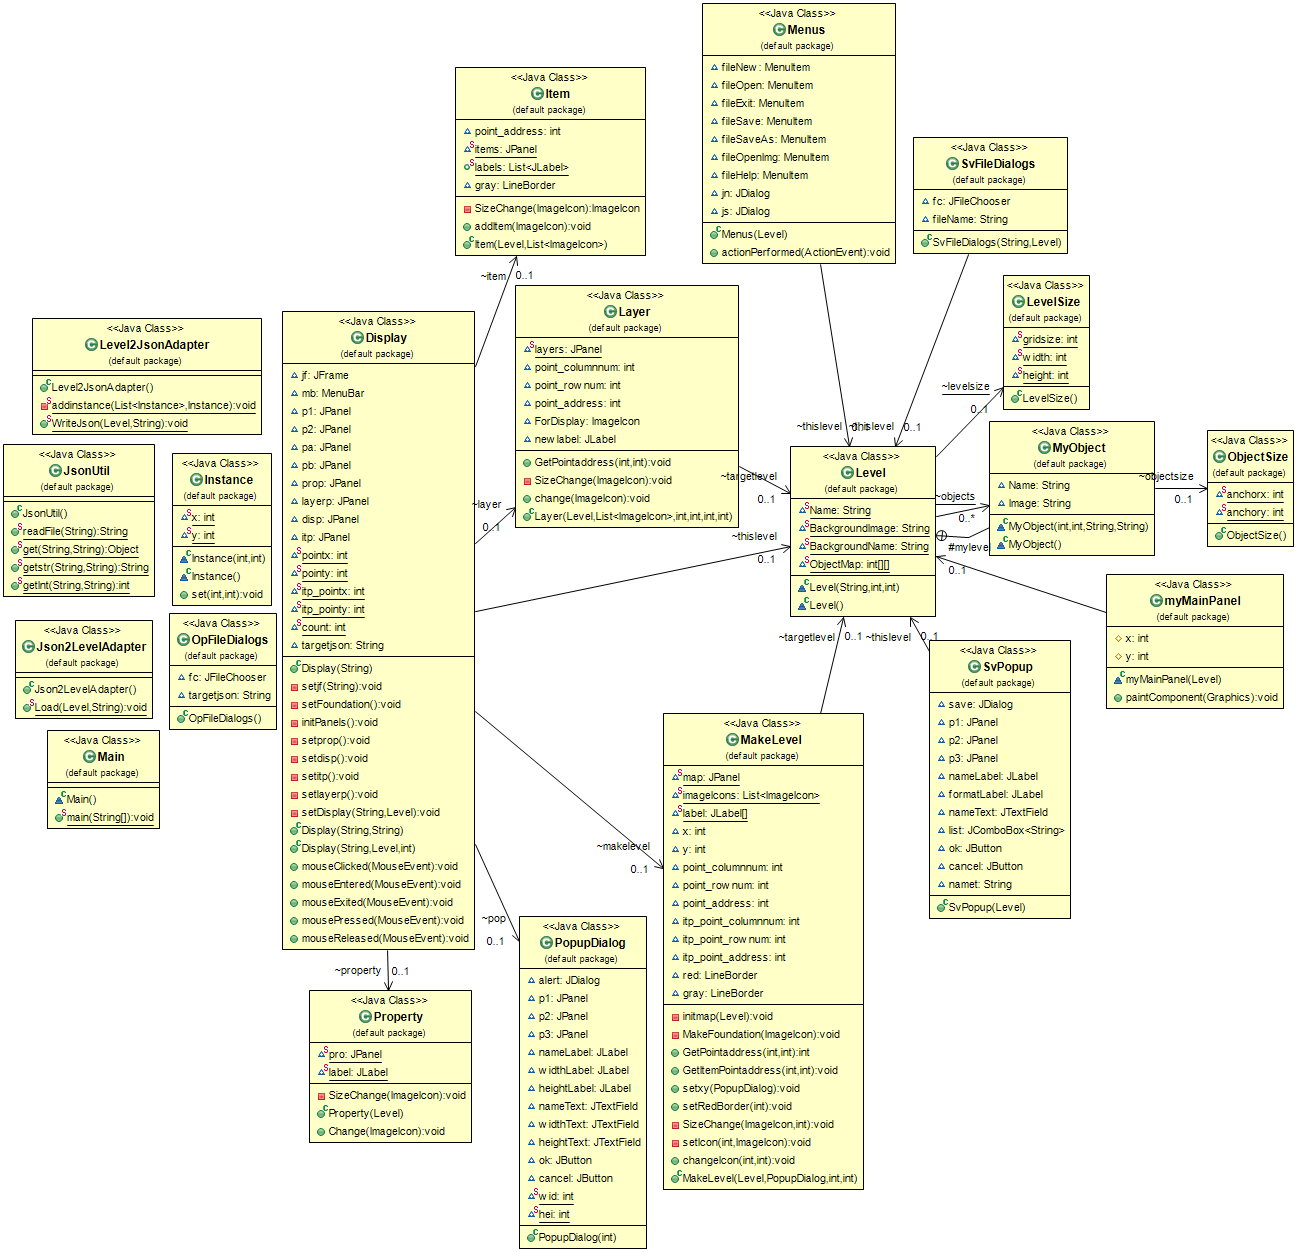 <<Java Class>>
Menus
(default package)
fileNew: MenuItem
fileOpen: MenuItem
fileExit: MenuItem
fileSave: MenuItem
fileSaveAs: MenuItem
fileOpenImg: MenuItem
fileHelp: MenuItem
jn: JDialog
js: JDialog
Menus(Level)
actionPerformed(ActionEvent):void
<<Java Class>>
Item
(default package)
point_address: int
items: JPanel
labels: List<JLabel>
gray: LineBorder
SizeChange(ImageIcon):ImageIcon
addItem(ImageIcon):void
Item(Level,List<ImageIcon>)
<<Java Class>>
SvFileDialogs
(default package)
fc: JFileChooser
fileName: String
SvFileDialogs(String,Level)
~item
0..1
<<Java Class>>
LevelSize
(default package)
gridsize: int
width: int
height: int
LevelSize()
<<Java Class>>
Layer
(default package)
layers: JPanel
point_columnnum: int
point_rownum: int
point_address: int
ForDisplay: ImageIcon
newlabel: JLabel
GetPointaddress(int,int):void
SizeChange(ImageIcon):void
change(ImageIcon):void
Layer(Level,List<ImageIcon>,int,int,int,int)
<<Java Class>>
Level2JsonAdapter
(default package)
Level2JsonAdapter()
addinstance(List<Instance>,Instance):void
WriteJson(Level,String):void
<<Java Class>>
Display
(default package)
jf: JFrame
mb: MenuBar
p1: JPanel
p2: JPanel
pa: JPanel
pb: JPanel
prop: JPanel
layerp: JPanel
disp: JPanel
itp: JPanel
pointx: int
pointy: int
itp_pointx: int
itp_pointy: int
count: int
targetjson: String
Display(String)
setjf(String):void
setFoundation():void
initPanels():void
setprop():void
setdisp():void
setitp():void
setlayerp():void
setDisplay(String,Level):void
Display(String,String)
Display(String,Level,int)
mouseClicked(MouseEvent):void
mouseEntered(MouseEvent):void
mouseExited(MouseEvent):void
mousePressed(MouseEvent):void
mouseReleased(MouseEvent):void
~levelsize
0..1
~thislevel
0..1
~thislevel
0..1
<<Java Class>>
MyObject
(default package)
Name: String
Image: String
MyObject(int,int,String,String)
MyObject()
<<Java Class>>
ObjectSize
(default package)
anchorx: int
anchory: int
ObjectSize()
~objectsize
0..1
<<Java Class>>
JsonUtil
(default package)
JsonUtil()
readFile(String):String
get(String,String):Object
getstr(String,String):String
getInt(String,String):int
<<Java Class>>
Instance
(default package)
x: int
y: int
Instance(int,int)
Instance()
set(int,int):void
<<Java Class>>
Level
(default package)
Name: String
BackgroundImage: String
BackgroundName: String
ObjectMap: int[][]
Level(String,int,int)
Level()
~targetlevel
0..1
~layer
0..1
~objects
0..*
~thislevel
0..1
#mylevel
0..1
<<Java Class>>
myMainPanel
(default package)
x: int
y: int
myMainPanel(Level)
paintComponent(Graphics):void
<<Java Class>>
Json2LevelAdapter
(default package)
Json2LevelAdapter()
Load(Level,String):void
<<Java Class>>
OpFileDialogs
(default package)
fc: JFileChooser
targetjson: String
OpFileDialogs()
~targetlevel
0..1
~thislevel
0..1
<<Java Class>>
SvPopup
(default package)
save: JDialog
p1: JPanel
p2: JPanel
p3: JPanel
nameLabel: JLabel
formatLabel: JLabel
nameText: JTextField
list: JComboBox<String>
ok: JButton
cancel: JButton
namet: String
SvPopup(Level)
<<Java Class>>
Main
(default package)
Main()
main(String[]):void
<<Java Class>>
MakeLevel
(default package)
map: JPanel
imageIcons: List<ImageIcon>
label: JLabel[]
x: int
y: int
point_columnnum: int
point_rownum: int
point_address: int
itp_point_columnnum: int
itp_point_rownum: int
itp_point_address: int
red: LineBorder
gray: LineBorder
initmap(Level):void
MakeFoundation(ImageIcon):void
GetPointaddress(int,int):int
GetItemPointaddress(int,int):void
setxy(PopupDialog):void
setRedBorder(int):void
SizeChange(ImageIcon,int):void
setIcon(int,ImageIcon):void
changeIcon(int,int):void
MakeLevel(Level,PopupDialog,int,int)
~makelevel
0..1
~pop
0..1
<<Java Class>>
PopupDialog
(default package)
alert: JDialog
p1: JPanel
p2: JPanel
p3: JPanel
nameLabel: JLabel
widthLabel: JLabel
heightLabel: JLabel
nameText: JTextField
widthText: JTextField
heightText: JTextField
ok: JButton
cancel: JButton
wid: int
hei: int
PopupDialog(int)
~property
0..1
<<Java Class>>
Property
(default package)
pro: JPanel
label: JLabel
SizeChange(ImageIcon):void
Property(Level)
Change(ImageIcon):void